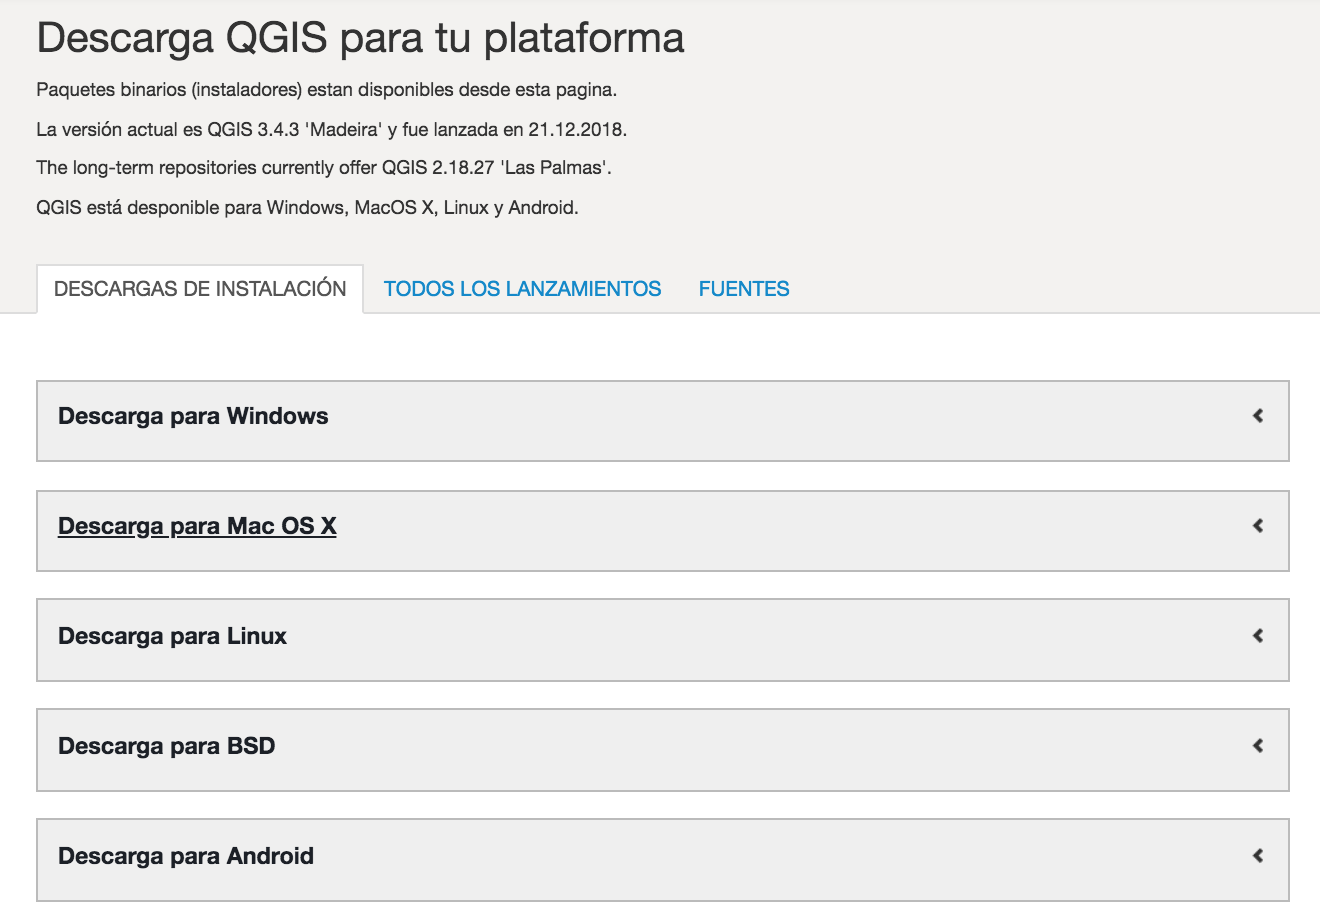 Descarga QGIS para tu plataforma
Paquetes binarios (instaladores) estan disponibles desde esta pagina.
La versión actual es QGIS 3.4.3 'Madeira' y fue lanzada en 21.12.2018.
The long-term repositories currently offer QGIS 2.18.27 'Las Palmas'.
QGIS está desponible para Windows, MacOS X, Linux y Android.
DESCARGAS DE INSTALACIÓN TODOS LOS LANZAMIENTOS FUENTES
Descarga para Windows
Descarga para Mac OS X
Descarga para Linux
Descarga para BSD
Descarga para Android